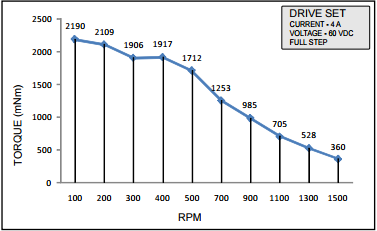 DRIVE SET
CURRENT - 4 A
VOLTAGE - 60 VDC
FULL STEP
TORQUE (mNm)
2500
2000
1500
1000
500
0
2190
2109
1906
1917
1712
1253
985
705
528
360
100 200 300 400 500 700 900 1100 1300 1500
RPM